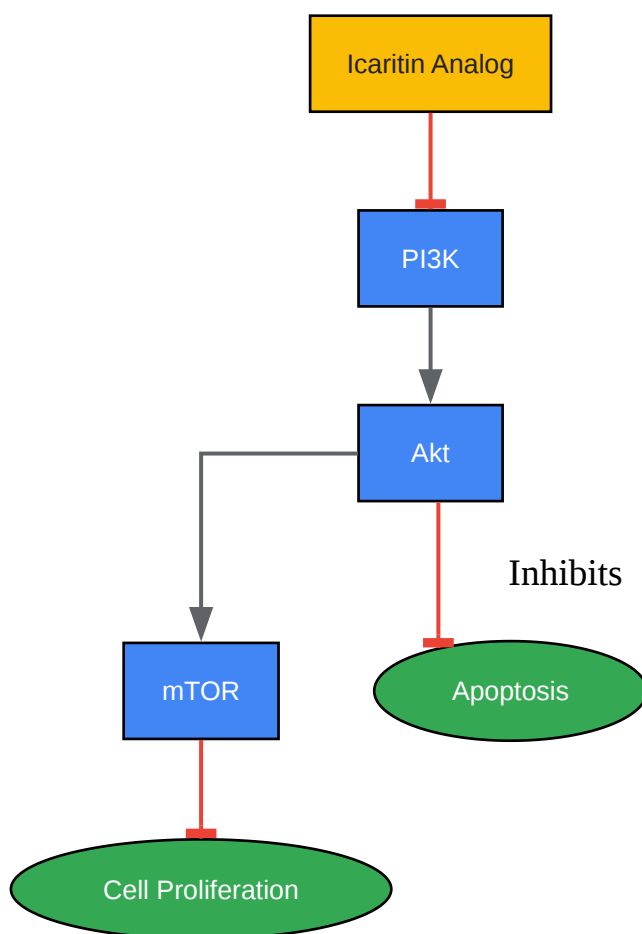 Icaritin Analog
PI3K
Akt
Inhibits
mTOR
Apoptosis
Cell Proliferation